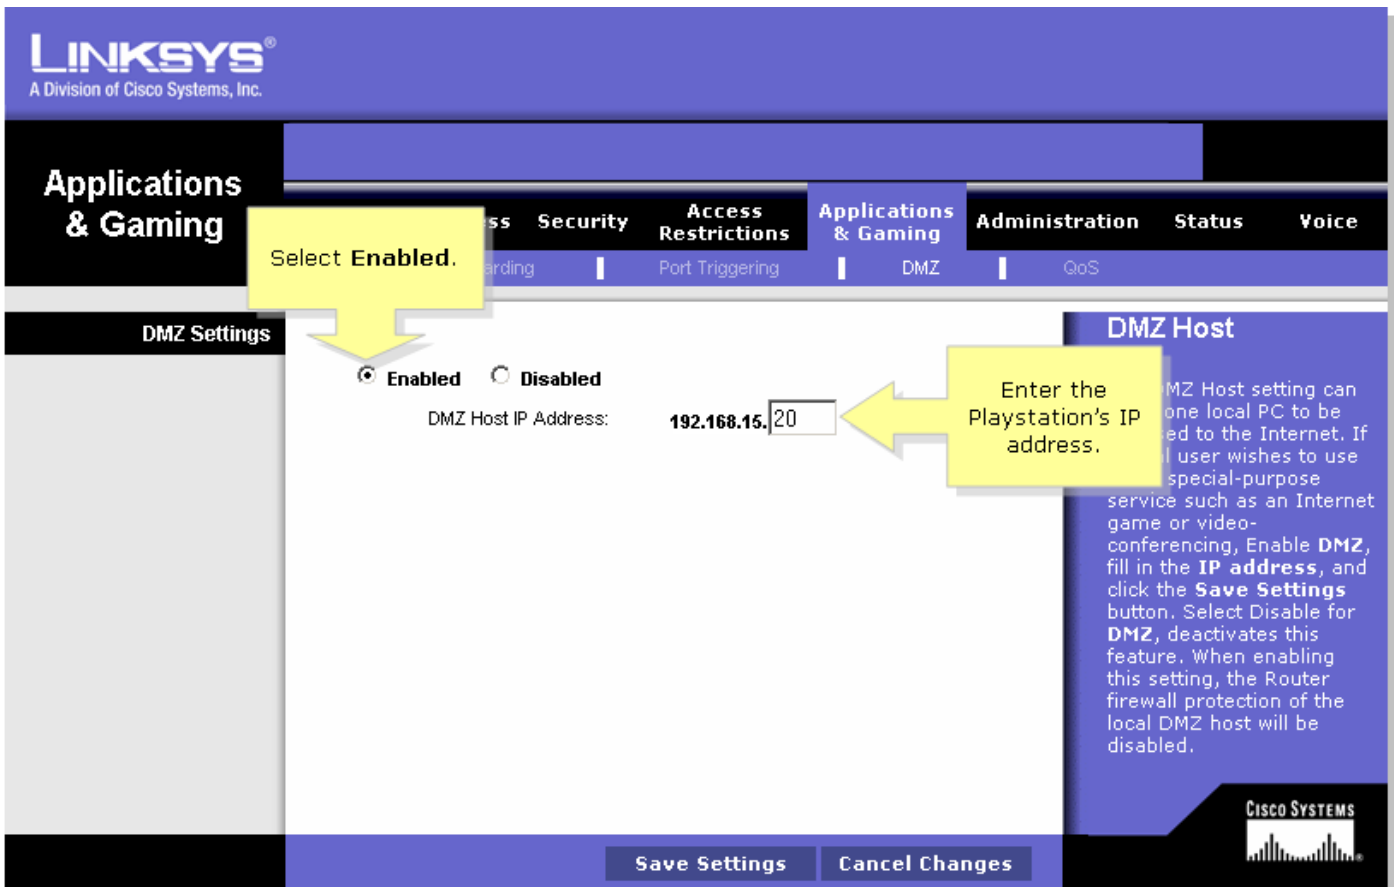 LINKSYS®
A Division of Cisco Systems, Inc.
Applications
& Gaming
Security
Access
Restrictions
Applications
& Gaming
Administration
Status
Voice
Port Triggering
DMZ
QoS
Select Enabled.
DMZ Settings
Enabled
Disabled
DMZ Host IP Address:
192.168.15. 20
Enter the
Playstation's IP
address.
DMZ Host
MZ Host setting can
one local PC to be
ed to the Internet. If
l user wishes to use
special-purpose
service such as an Internet
game or video-
conferencing, Enable DMZ,
fill in the IP address, and
click the Save Settings
button. Select Disable for
DMZ, deactivates this
feature. When enabling
this setting, the Router
firewall protection of the
local DMZ host will be
disabled.
CISCO SYSTEMS
Save Settings
Cancel Changes